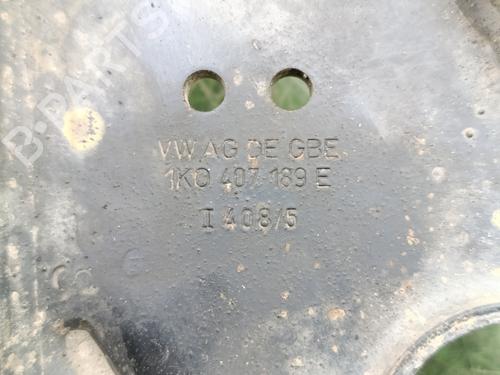 B-PARTS
VW AG DE GBE
1K0 407 189 E
I 408/5